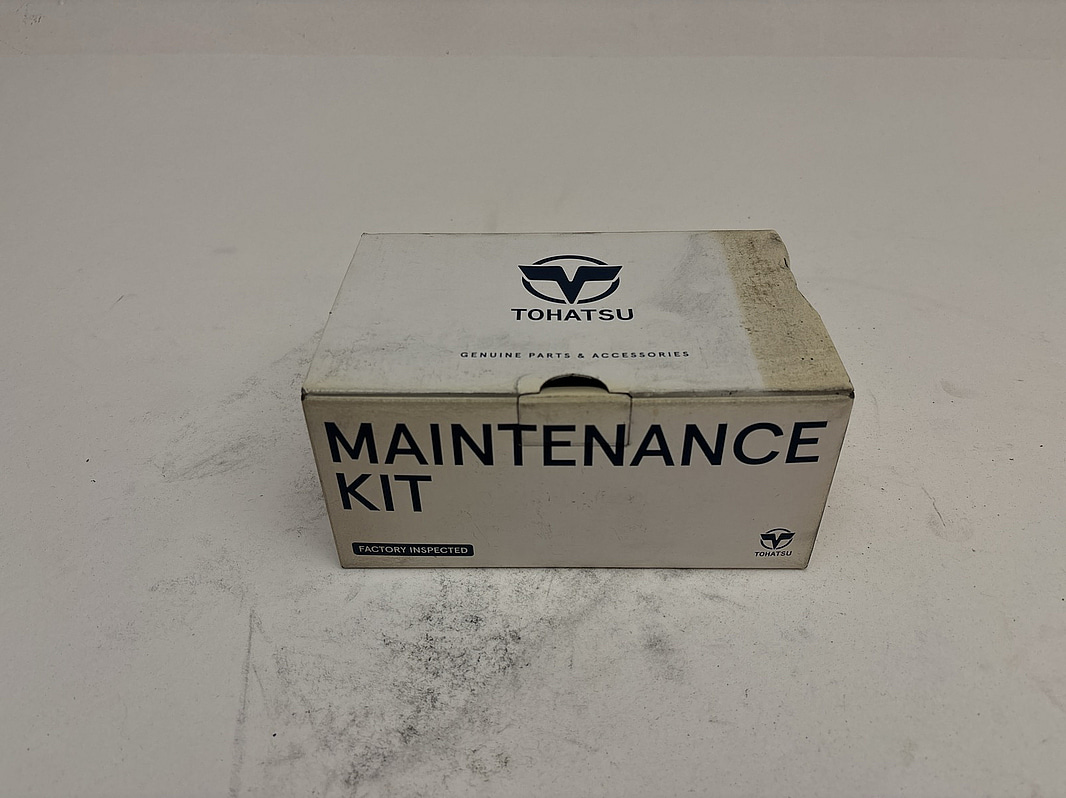 TOHATSU
GENUINE PARTS & ACCESSORIES
MAINTENANCE
KIT
FACTORY INSPECTED
TOHATSU